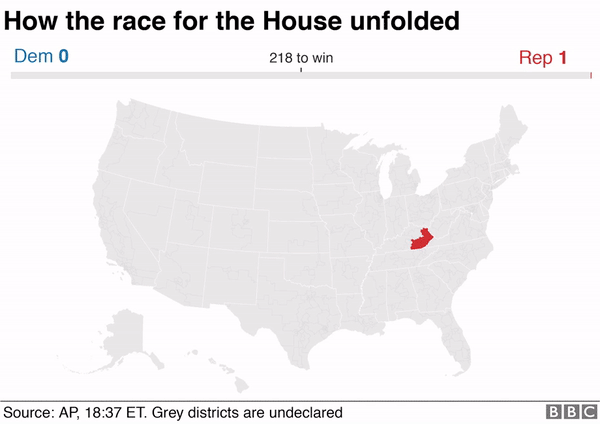 How the race for the House unfolded
Dem 0
218 to win
Rep 1
Source: AP, 18:37 ET. Grey districts are undeclared
BBC